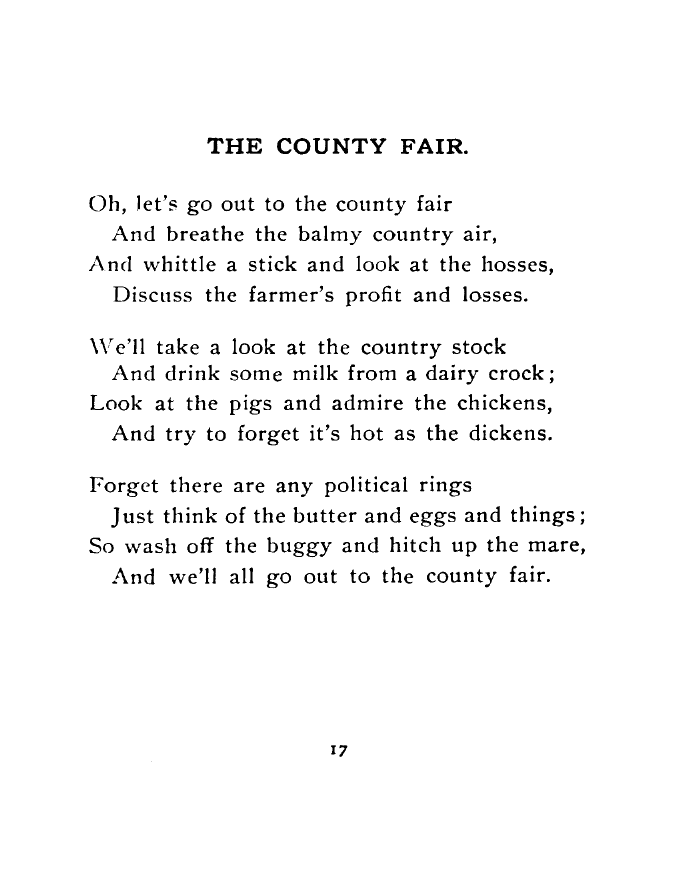 THE COUNTY FAIR.
Oh, let's go out to the county fair
And breathe the balmy country air,
And whittle a stick and look at the hosses,
Discuss the farmer's profit and losses.
We'll take a look at the country stock
And drink some milk from a dairy crock;
Look at the pigs and admire the chickens,
And try to forget it's hot as the dickens.
Forget there are any political rings
Just think of the butter and eggs and things;
So wash off the buggy and hitch up the mare,
And we'll all go out to the county fair.
17